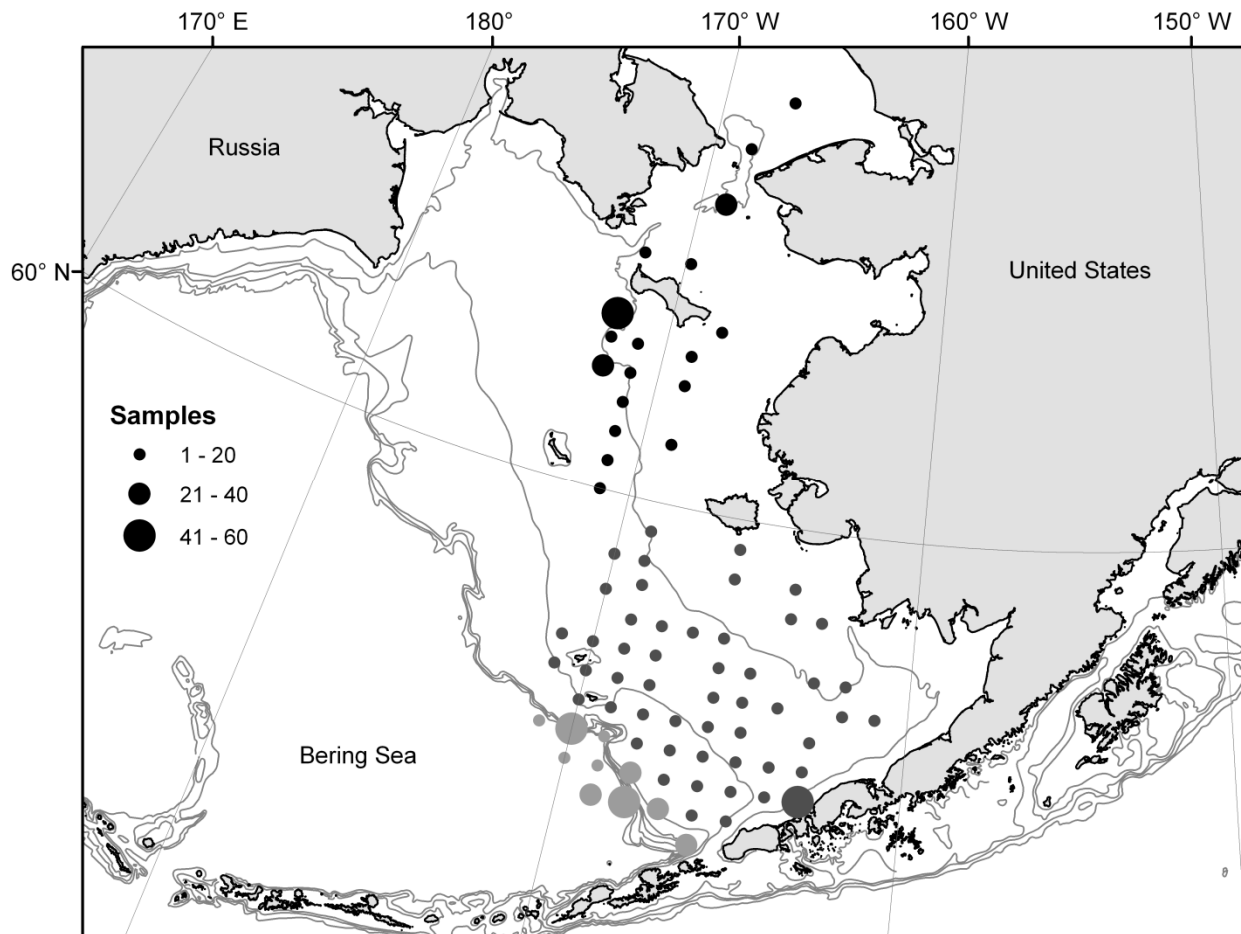 170° E
180°
170° W
160° W
150° W
Russia
60° N
United States
Samples
1 - 20
21 - 40
41 - 60
Bering Sea